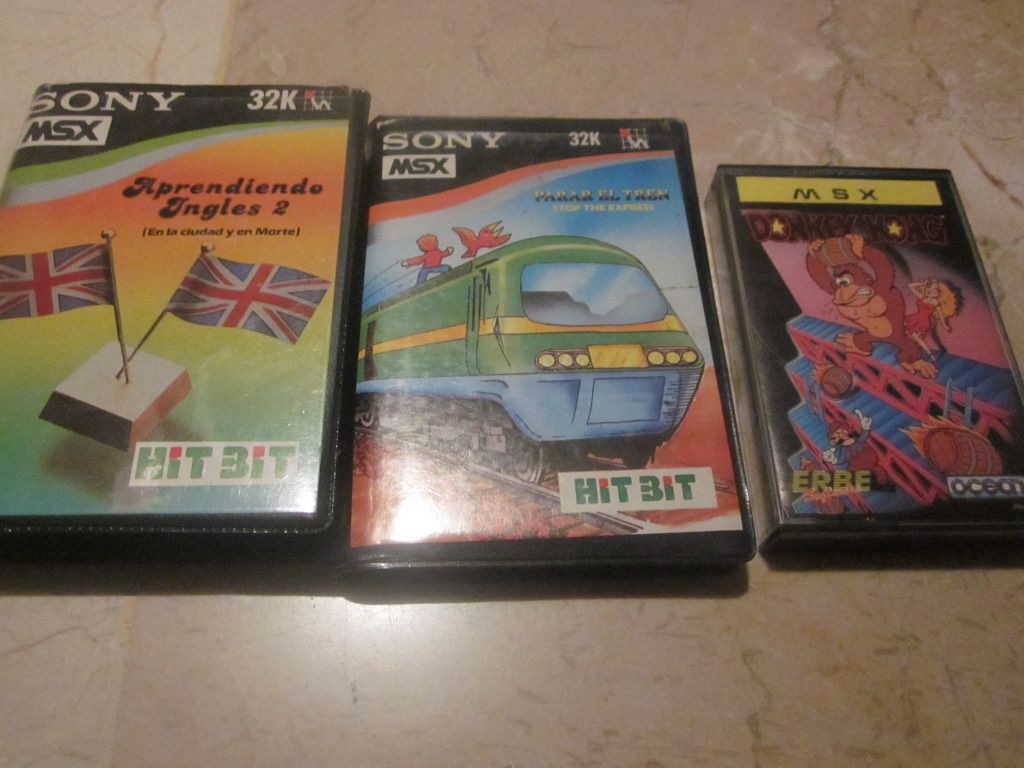 SONY
32K
MSX
Aprendiendo
Ingles 2
(En la ciudad y en Marte)
HIT BIT
SONY
32K
MSX
PARAR EL TREN
STOP THE EXPRESS
HIT BIT
MSX
DONKEY KONG
ERBE
ocean